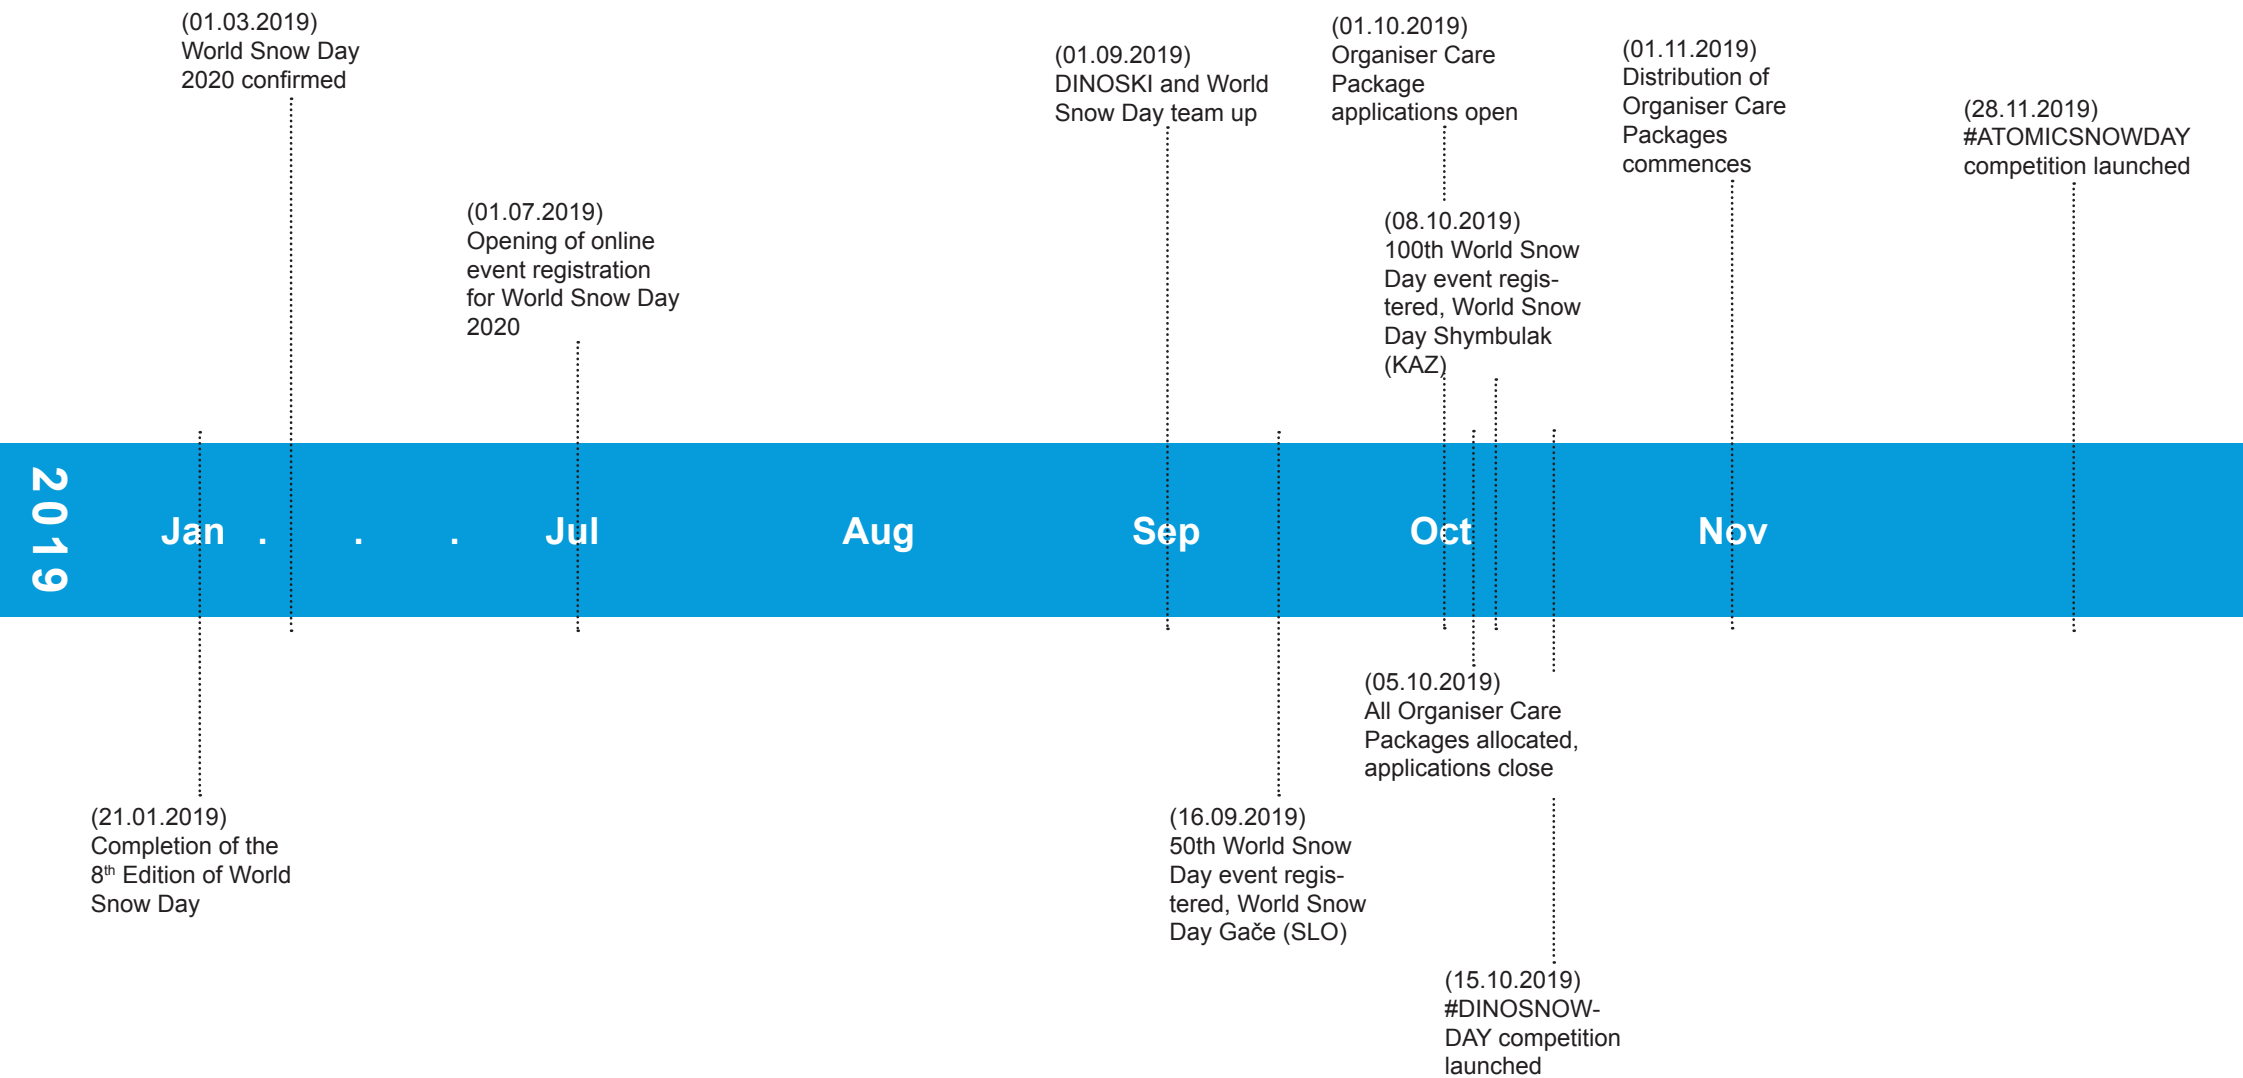 (01.03.2019)
World Snow Day
2020 confirmed
(01.07.2019)
Opening of online
event registration
for World Snow Day
2020
(01.09.2019)
DINOSKI and World
Snow Day team up
(01.10.2019)
Organiser Care
Package
applications open
(08.10.2019)
100th World Snow
Day event regis-
tered, World Snow
Day Shymbulak
(KAZ)
(01.11.2019)
Distribution of
Organiser Care
Packages
commences
(28.11.2019)
#ATOMICSNOWDAY
competition launched
2019
Jan . . . Jul Aug Sep Oct Nov
(21.01.2019)
Completion of the
8th Edition of World
Snow Day
(16.09.2019)
50th World Snow
Day event regis-
tered, World Snow
Day Gače (SLO)
(05.10.2019)
All Organiser Care
Packages allocated,
applications close
(15.10.2019)
#DINOSNOW-
DAY competition
launched